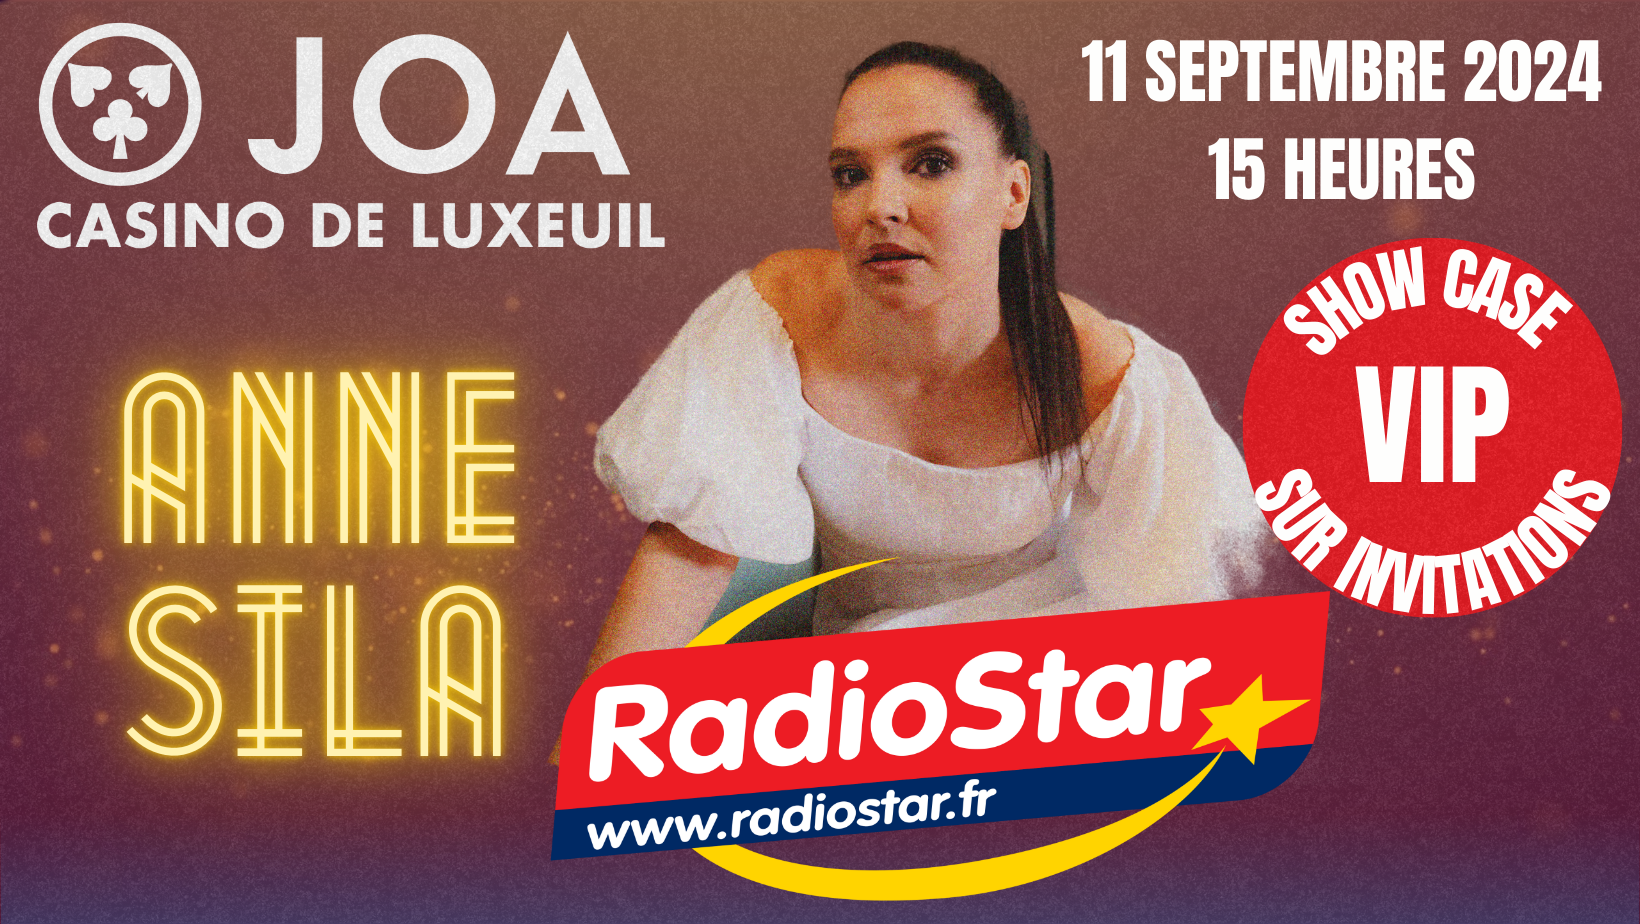 JOA
CASINO DE LUXEUIL
11 SEPTEMBRE 2024
15 HEURES
SHOW CASE
VIP
SUR INVITATIONS
ANNE
SILA
RadioStar
www.radiostar.fr